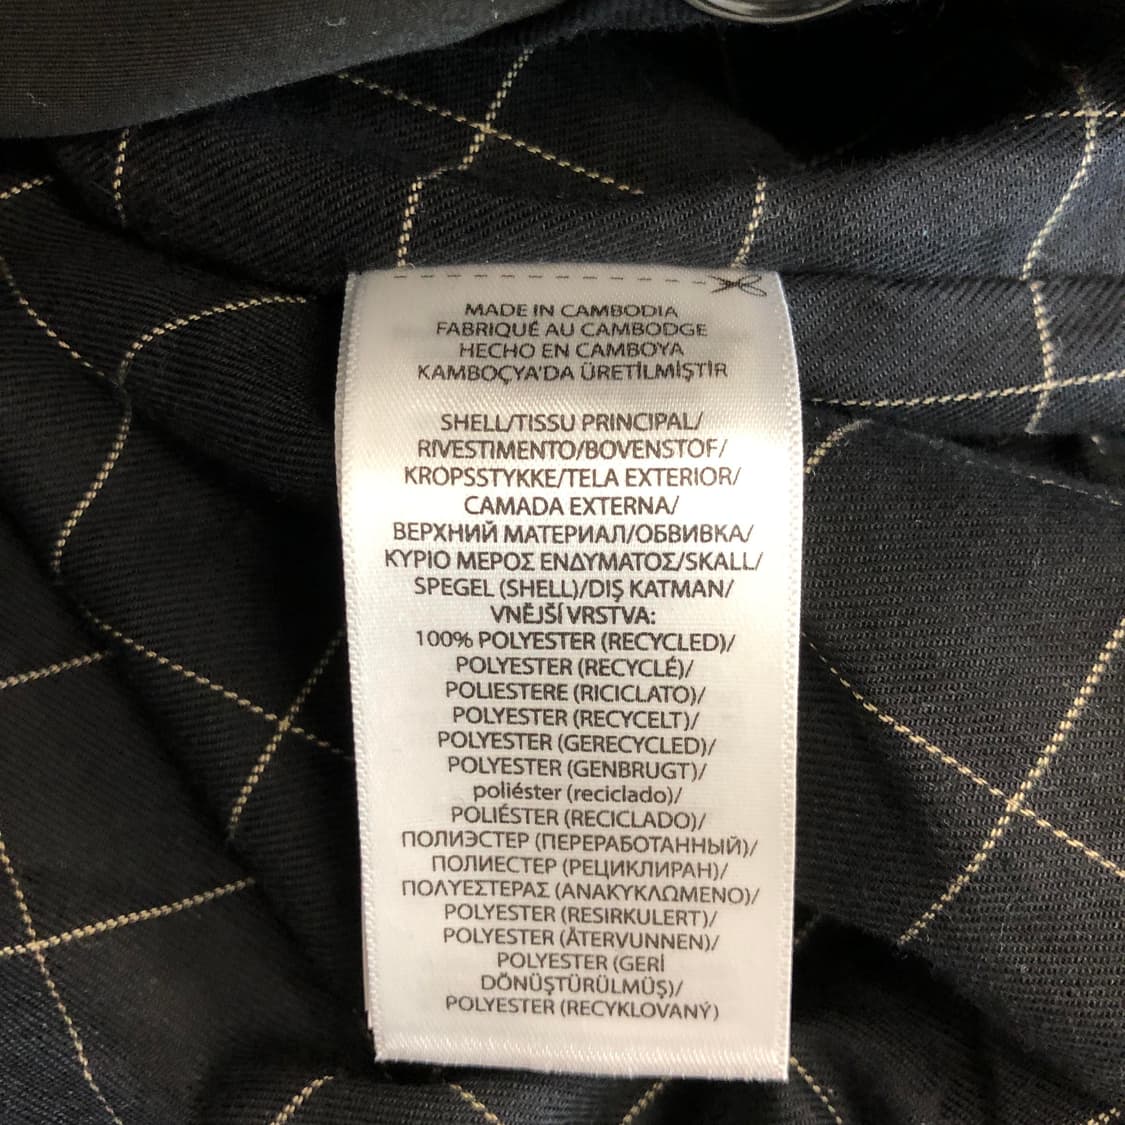 MADE IN CAMBODIA
FABRIQUÉ AU CAMBODGE
HECHO EN CAMBOYA
KAMBOÇYA'DA ÜRETİLMİŞTİR
SHELL/TISSU PRINCIPAL/
RIVESTIMENTO/BOVENSTOF/
KROPSSTYKKE/TELA EXTERIOR/
CAMADA EXTERNA/
ВЕРХНИЙ МАТЕРИАЛ/ОБВИВКА/
ΚΥΡΙΟ ΜΕΡΟΣ ΕΝΔΥΜΑΤΟΣ/SKALL/
SPEGEL (SHELL)/DIŞ KATMAN/
VNĚJŠÍ VRSTVA:
100% POLYESTER (RECYCLED)/
POLYESTER (RECYCLÉ)/
POLIESTERE (RICICLATO)/
POLYESTER (RECYCELT)/
POLYESTER (GERECYCLED)/
POLYESTER (GENBRUGT)/
poliéster (reciclado)/
POLIÉSTER (RECICLADO)/
ПОЛИЭСТЕР (ПЕРЕРАБОТАННЫЙ)/
ПОЛИЕСТЕР (РЕЦИКЛИРАН)/
ΠΟΛΥΕΣΤΕΡΑΣ (ΑΝΑΚΥΚΛΩΜΕΝΟ)/
POLYESTER (RESIRKULERT)/
POLYESTER (ÅTERVUNNEN)/
POLYESTER (GERİ
DÖNÜŞTÜRÜLMÜŞ)/
POLYESTER (RECYKLOVANÝ)